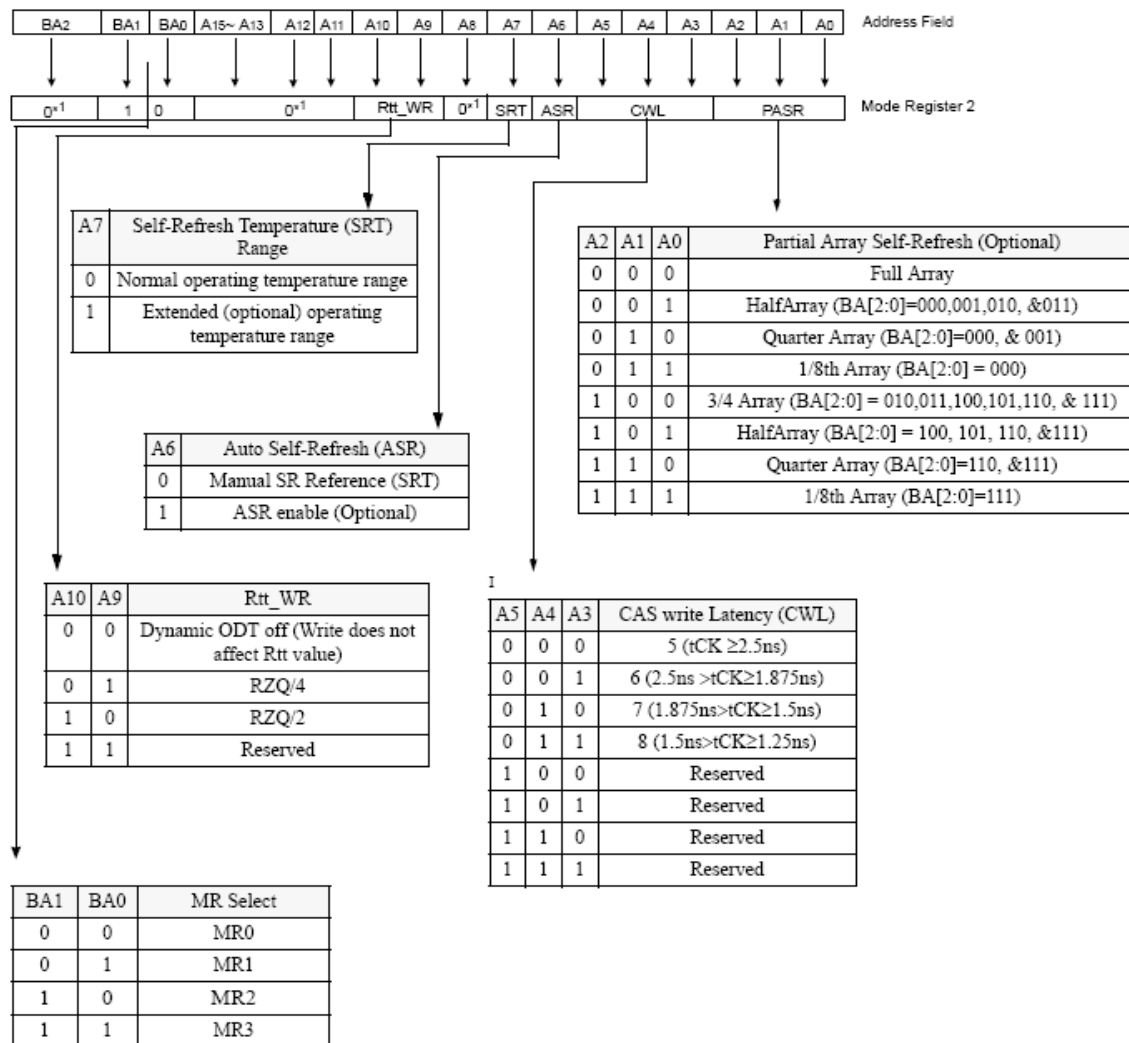 BA2 BA1 BA0 A15~ A13 A12 A11 A10 A9 A8 A7 A6 A5 A4 A3 A2 A1 A0 Address Field
0*1 1 0 0*1 Rtt_WR 0*1 SRT ASR CWL PASR Mode Register 2
A7 Self-Refresh Temperature (SRT)
Range
0 Normal operating temperature range
1 Extended (optional) operating
temperature range
A2 A1 A0 Partial Array Self-Refresh (Optional)
0 0 0 Full Array
0 0 1 HalfArray (BA[2:0]=000,001,010, &011)
0 1 0 Quarter Array (BA[2:0]=000, & 001)
0 1 1 1/8th Array (BA[2:0] = 000)
1 0 0 3/4 Array (BA[2:0] = 010,011,100,101,110, & 111)
1 0 1 HalfArray (BA[2:0] = 100, 101, 110, &111)
1 1 0 Quarter Array (BA[2:0]=110, &111)
1 1 1 1/8th Array (BA[2:0]=111)
A6 Auto Self-Refresh (ASR)
0 Manual SR Reference (SRT)
1 ASR enable (Optional)
A10 A9 Rtt_WR
0 0 Dynamic ODT off (Write does not
affect Rtt value)
0 1 RZQ/4
1 0 RZQ/2
1 1 Reserved
I
A5 A4 A3 CAS write Latency (CWL)
0 0 0 5 (tCK ≥2.5ns)
0 0 1 6 (2.5ns >tCK≥1.875ns)
0 1 0 7 (1.875ns>tCK≥1.5ns)
0 1 1 8 (1.5ns>tCK≥1.25ns)
1 0 0 Reserved
1 0 1 Reserved
1 1 0 Reserved
1 1 1 Reserved
BA1 BA0 MR Select
0 0 MR0
0 1 MR1
1 0 MR2
1 1 MR3